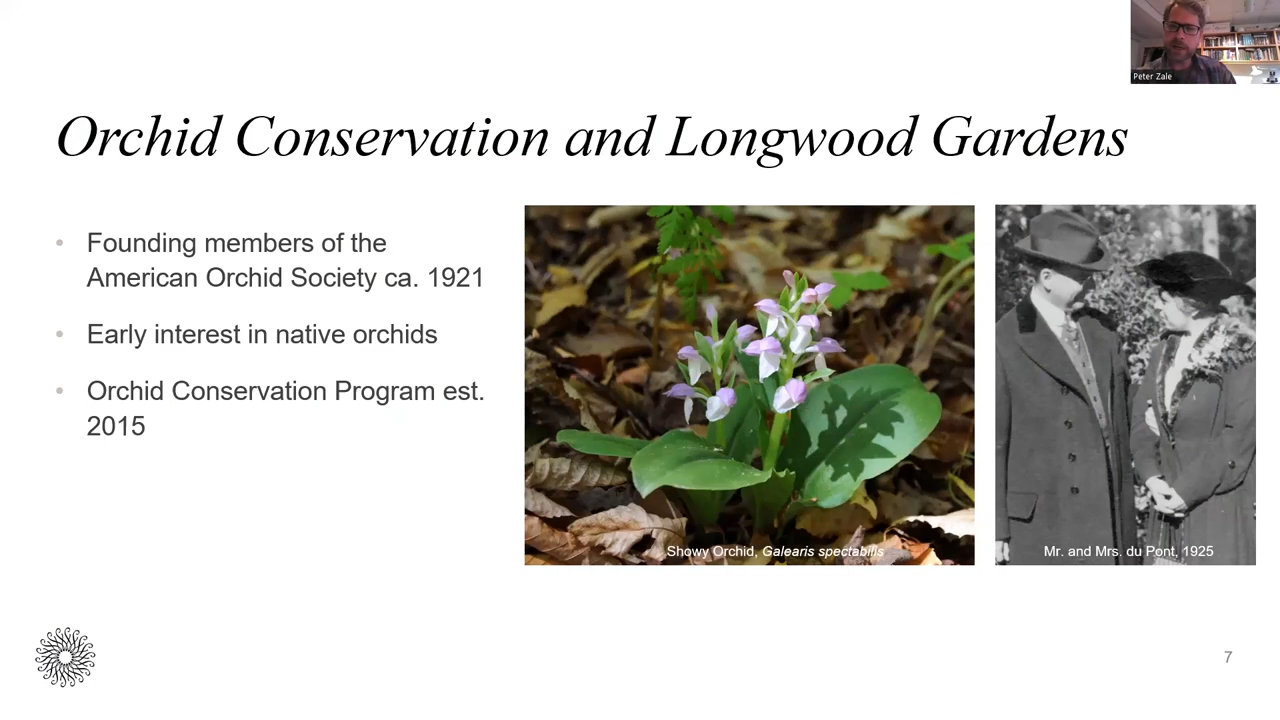 Peter Zale
Orchid Conservation and Longwood Gardens
• Founding members of the
American Orchid Society ca. 1921
• Early interest in native orchids
• Orchid Conservation Program est.
2015
Showy Orchid, Galearis spectabilis
Mr. and Mrs. du Pont, 1925
7